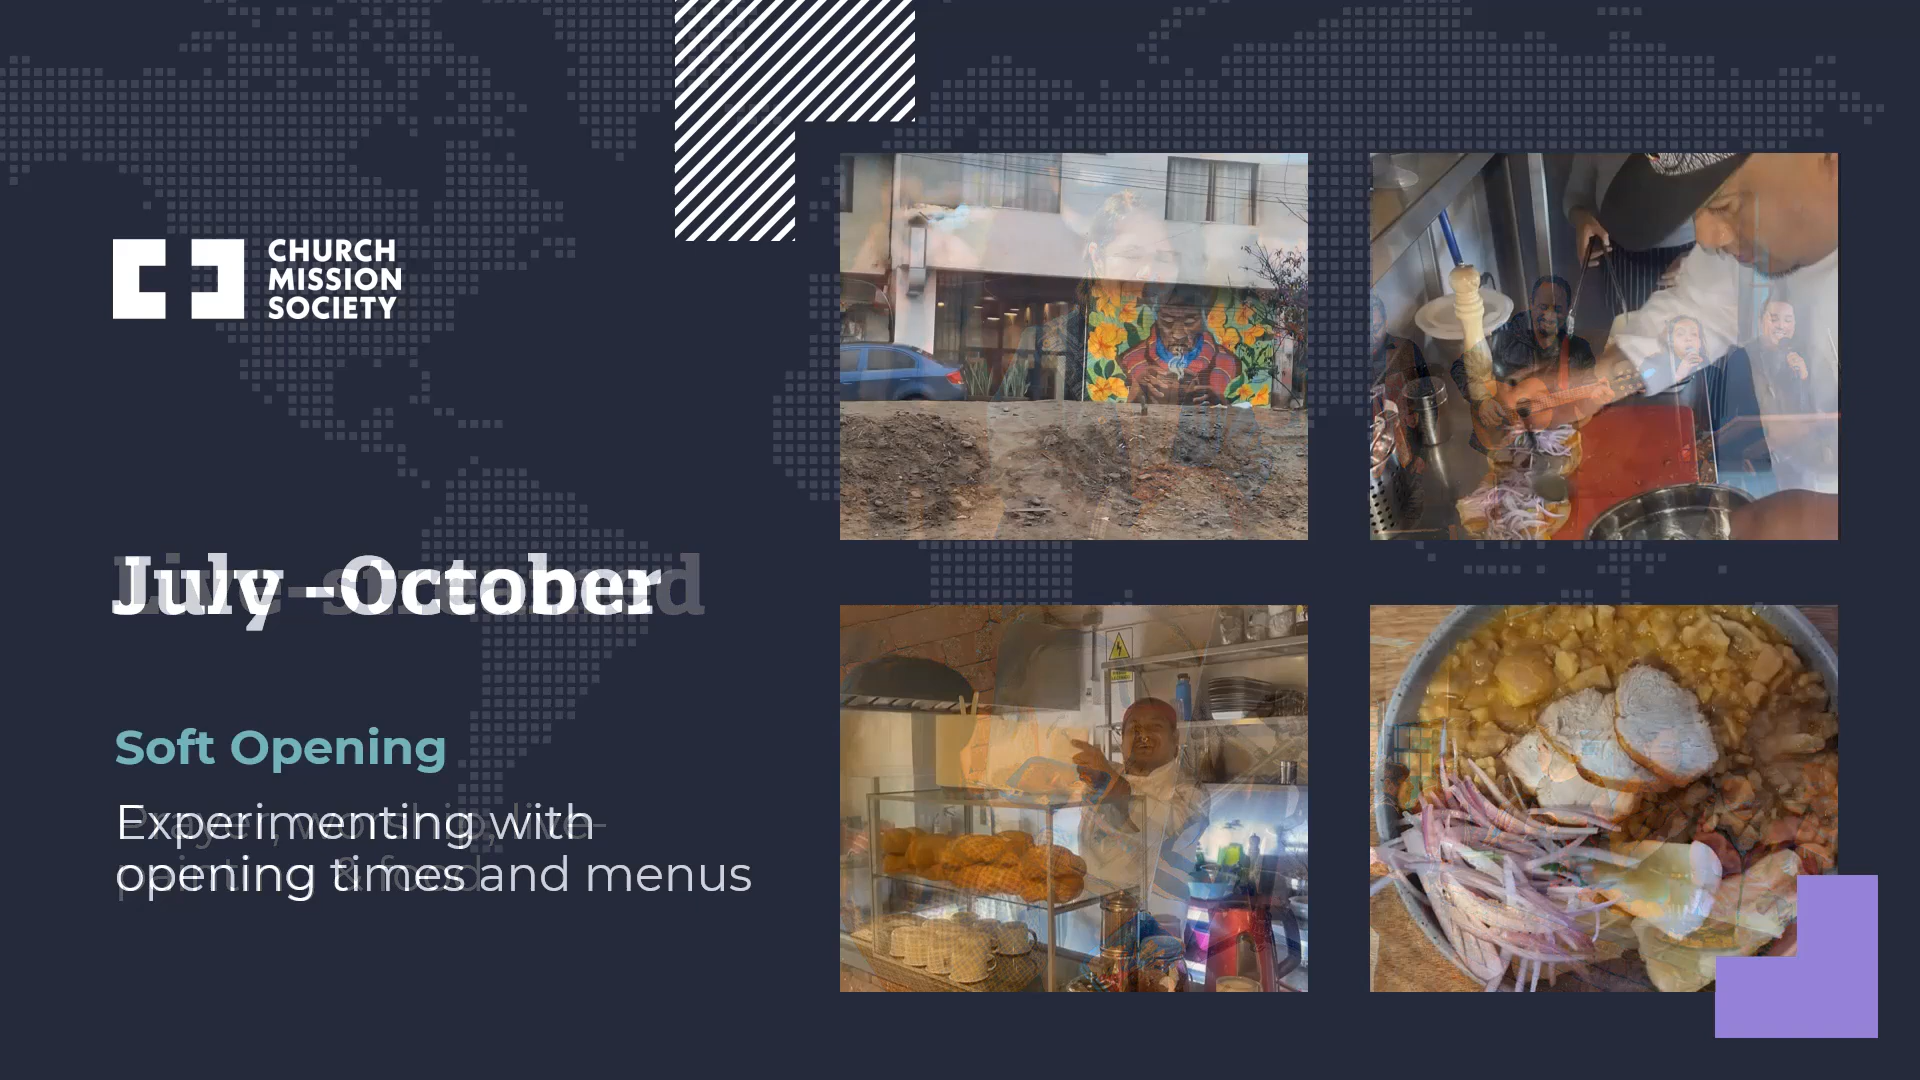 CHURCH
MISSION
SOCIETY
July –October
Soft Opening
Experimenting with
opening times and menus